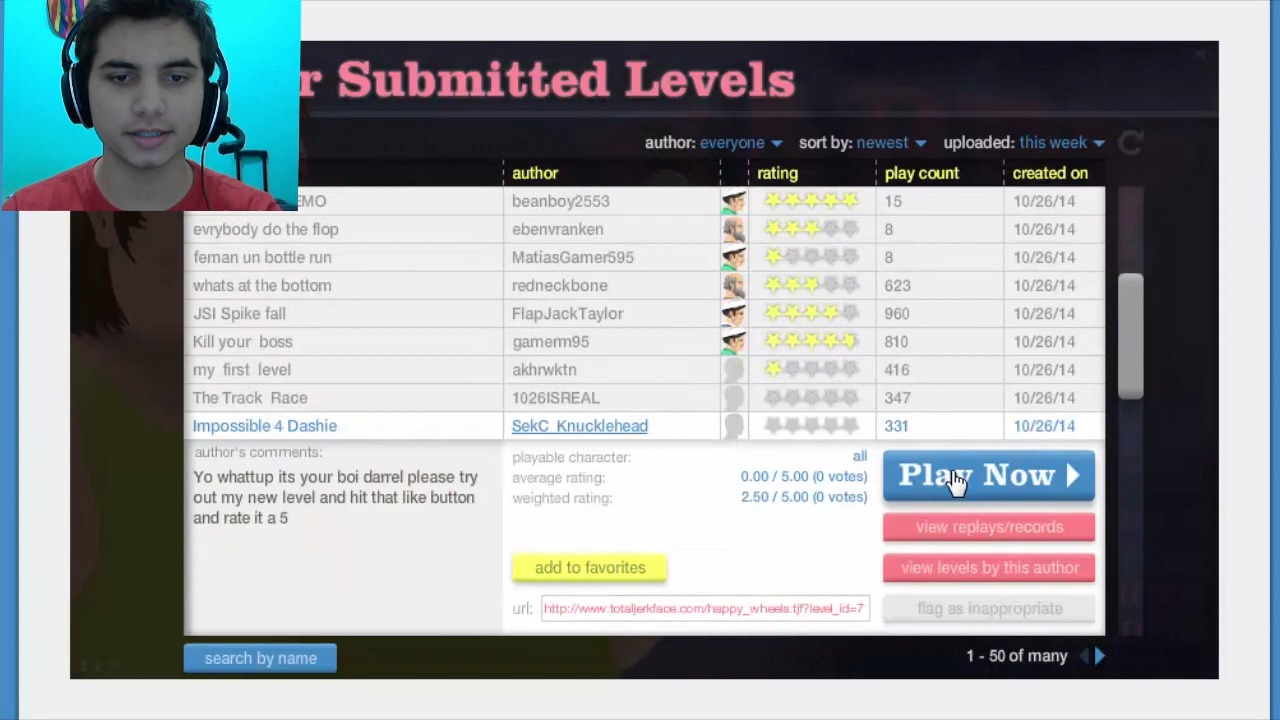 r Submitted Levels
author: everyone sort by: newest uploaded: this week
author rating play count created on
EMO beanboy2553 15 10/26/14
evrybody do the flop ebenvranken 8 10/26/14
fernan un bottle run MatiasGamer595 8 10/26/14
whats at the bottom redneckbone 623 10/26/14
JSI Spike fall FlapJackTaylor 960 10/26/14
Kill your boss gamerm95 810 10/26/14
my first level akhrwktn 416 10/26/14
The Track Race 1026ISREAL 347 10/26/14
Impossible 4 Dashie SekC Knucklehead 331 10/26/14
author's comments:
Yo whattup its your boi darrel please try
out my new level and hit that like button
and rate it a 5
playable character: all
average rating: 0.00 / 5.00 (0 votes)
weighted rating: 2.50 / 5.00 (0 votes)
add to favorites
url: http://www.totaljerkface.com/happy_wheels.tjf?level_id=7
Play Now
view replays/records
view levels by this author
flag as inappropriate
search by name
1 - 50 of many